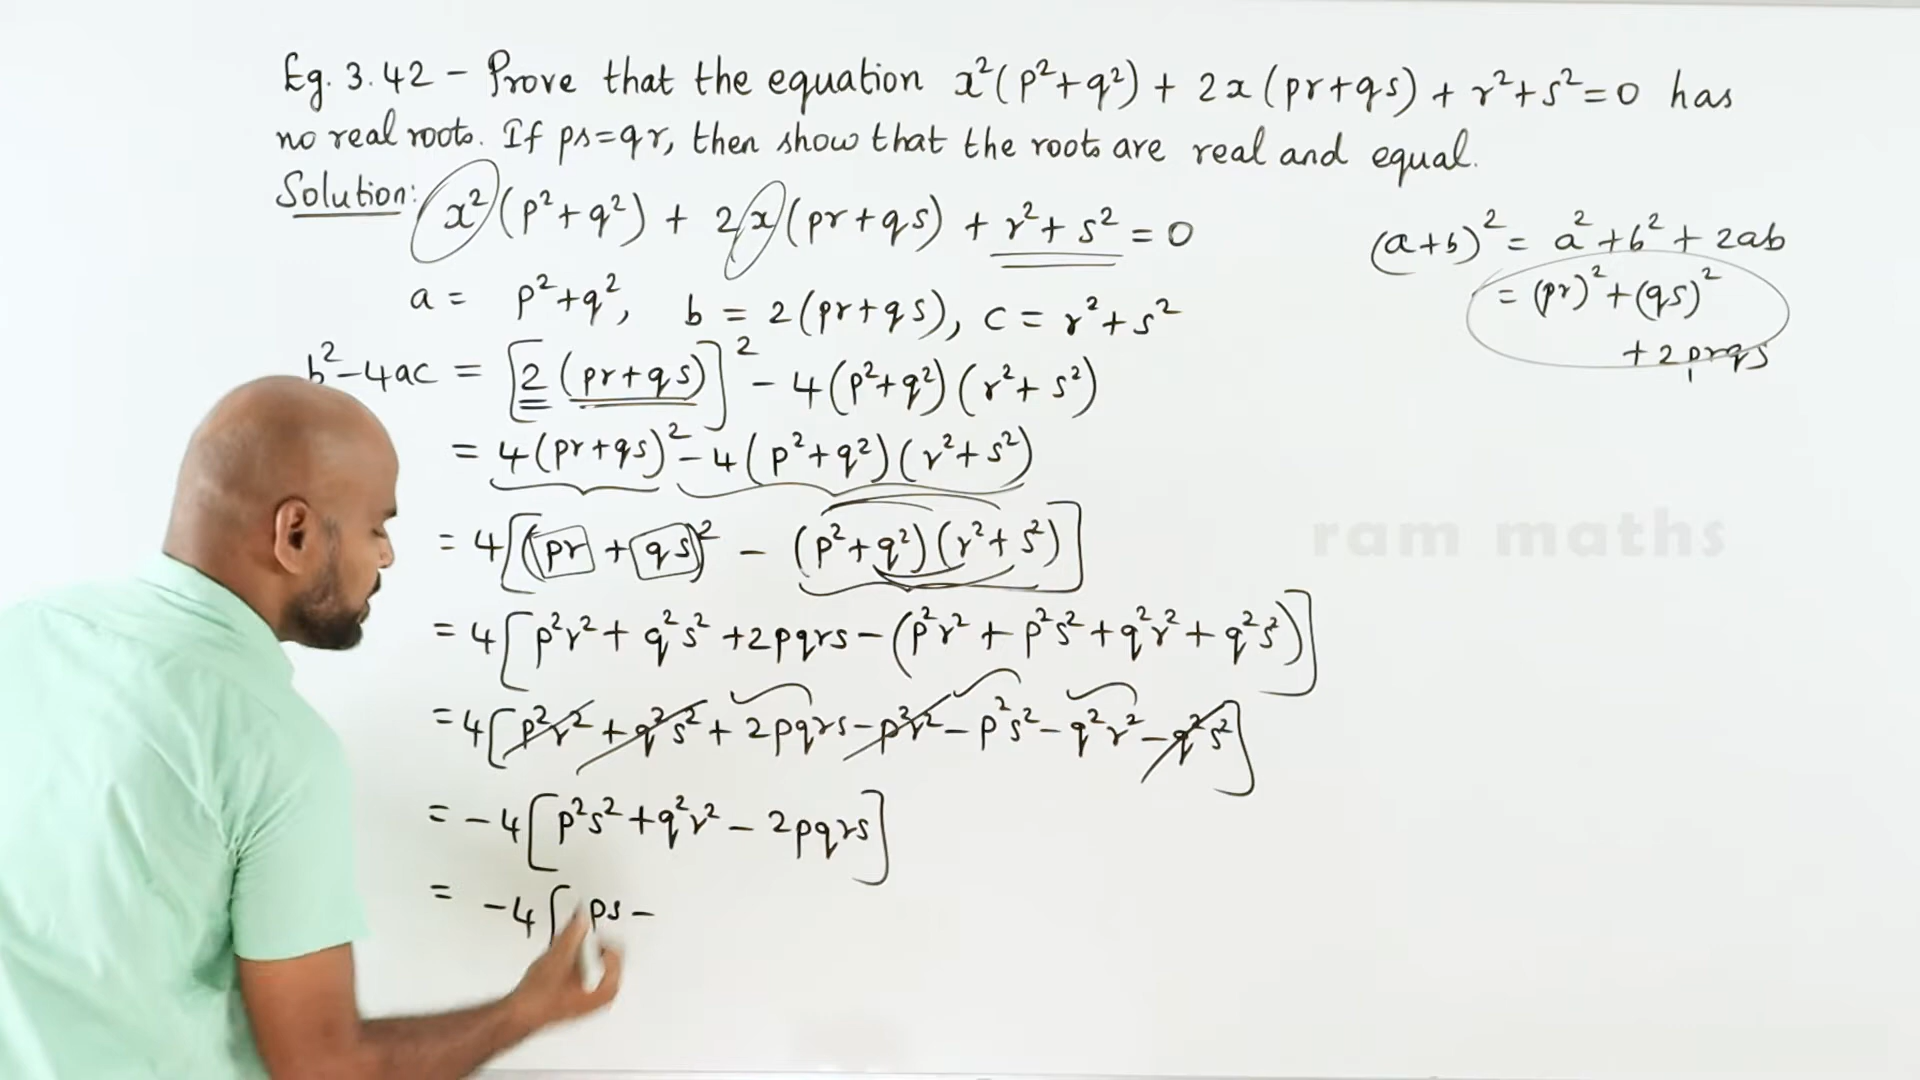 Eg. 3.42 - Prove that the equation x²(p²+q²) + 2x(pr+qs) + r²+s²=0 has
no real roots. If ps=qr, then show that the roots are real and equal.
Solution: x²(p²+q²) + 2x(pr+qs) + r²+s² = 0
a = p²+q², b = 2(pr+qs), c = r²+s²
b²-4ac = [2(pr+qs)]² - 4(p²+q²)(r²+s²)
= 4(pr+qs)² - 4(p²+q²)(r²+s²)
= 4[(pr+qs)² - (p²+q²)(r²+s²)]
= 4[p²r² + q²s² + 2pqrs - (p²r² + p²s² + q²r² + q²s²)]
= 4[p²r² + q²s² + 2pqrs - p²r² - p²s² - q²r² - q²s²]
= -4[p²s² + q²r² - 2pqrs]
= -4[ps -
(a+b)² = a²+b²+2ab
= (pr)²+(qs)²
+2prqs
ram maths